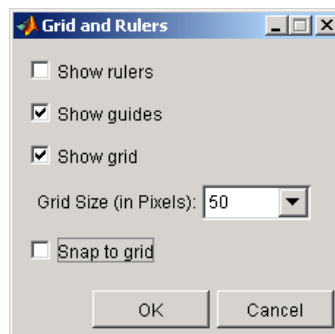 Grid and Rulers
Show rulers
Show guides
Show grid
Grid Size (in Pixels): 50
Snap to grid
OK Cancel